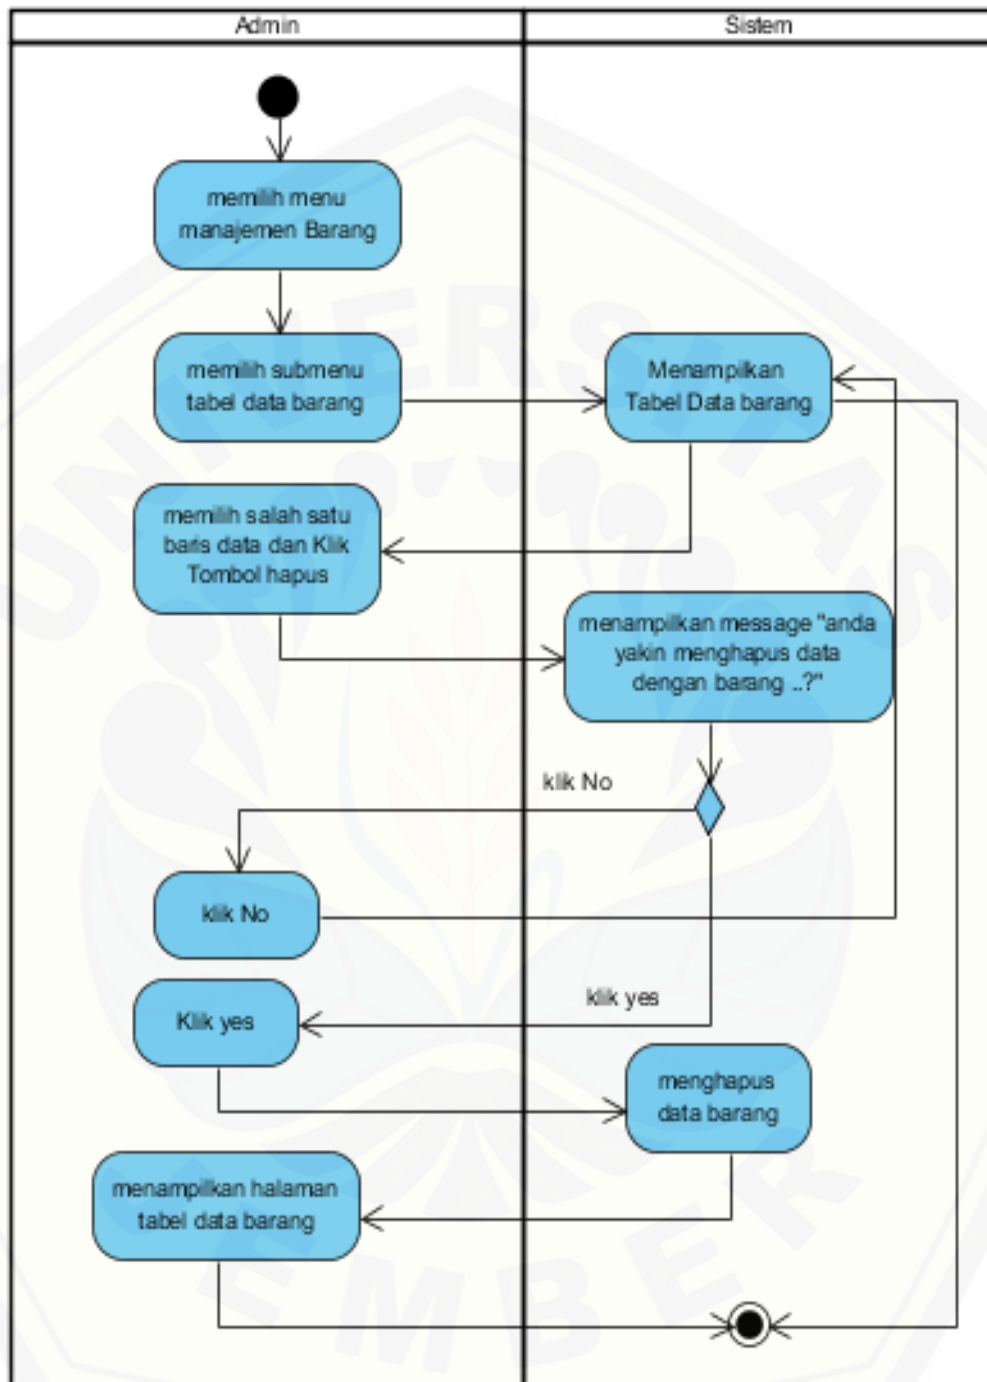 Admin
Sistem
memilih menu
manajemen Barang
memilih submenu
tabel data barang
Menampilkan
Tabel Data barang
memilih salah satu
baris data dan Klik
Tombol hapus
menampilkan message "anda
yakin menghapus data
dengan barang ..?"
klik No
klik No
klik yes
Klik yes
menghapus
data barang
menampilkan halaman
tabel data barang
UNIVERSITAS
JEMBER